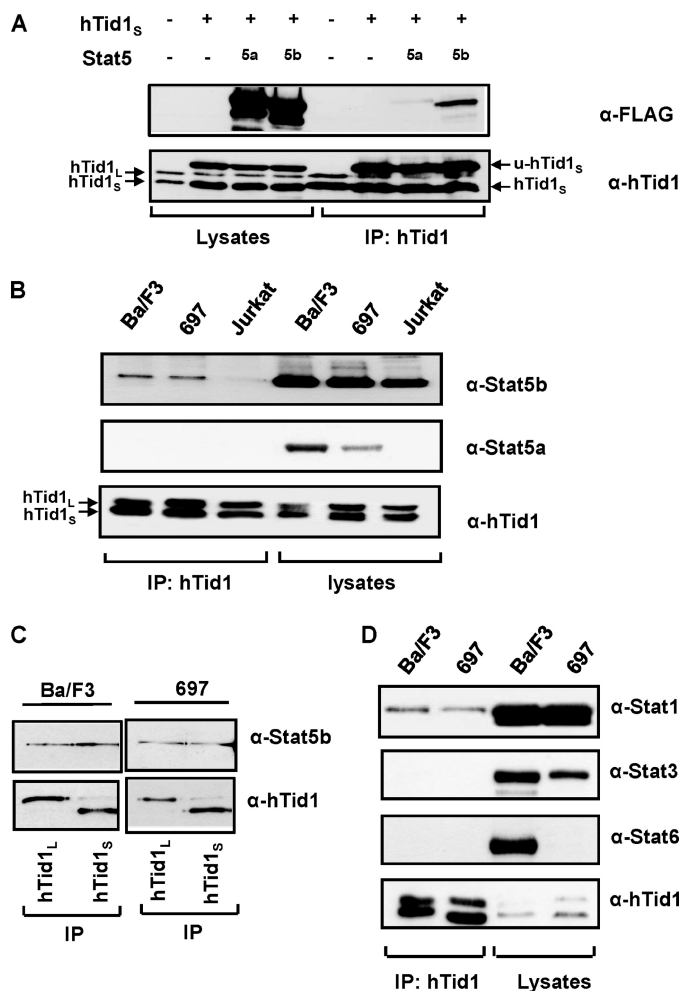 A
hTid1S - + + + - + + +
Stat5 - - 5a 5b - - 5a 5b
α-FLAG
hTid1L
hTid1S
u-hTid1S
hTid1S
α-hTid1
Lysates IP: hTid1
B
Ba/F3 697 Jurkat Ba/F3 697 Jurkat
α-Stat5b
α-Stat5a
hTid1L
hTid1S
α-hTid1
IP: hTid1 lysates
C
Ba/F3 697
α-Stat5b
α-hTid1
hTid1L hTid1S hTid1L hTid1S
IP IP
D
Ba/F3 697 Ba/F3 697
α-Stat1
α-Stat3
α-Stat6
α-hTid1
IP: hTid1 Lysates